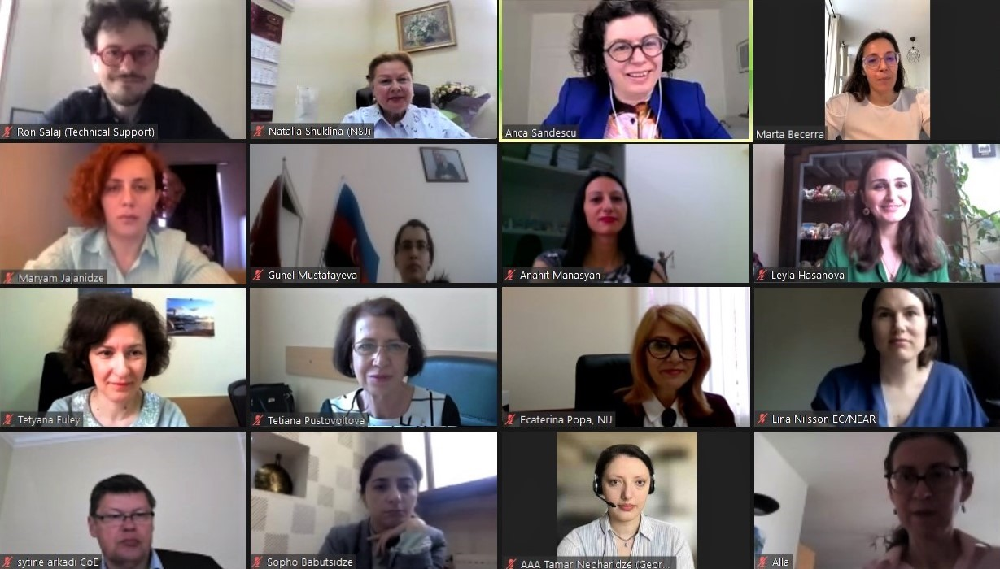 Ron Salaj (Technical Support)
Natalia Shuklina (NSJ)
Anca Sandescu
Marta Becerra
Maryam Jajanidze
Gunel Mustafayeva
Anahit Manasyan
Leyla Hasanova
Tetyana Fuley
Tetiana Pustovoitova
Ecaterina Popa, NIJ
Lina Nilsson EC/NEAR
sytine arkadi CoE
Sopho Babutsidze
AAA Tamar Nepharidze (Geor...
Alla